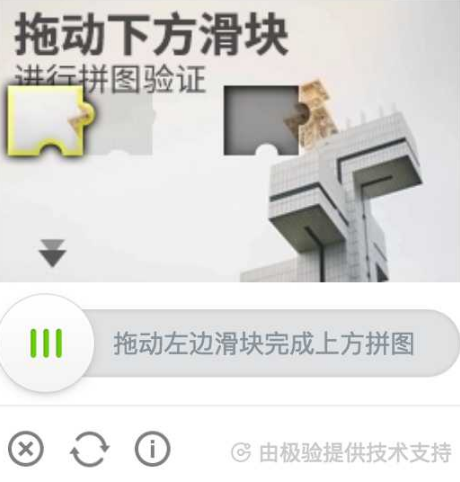 拖动下方滑块
进行拼图验证
拖动左边滑块完成上方拼图
由极验提供技术支持